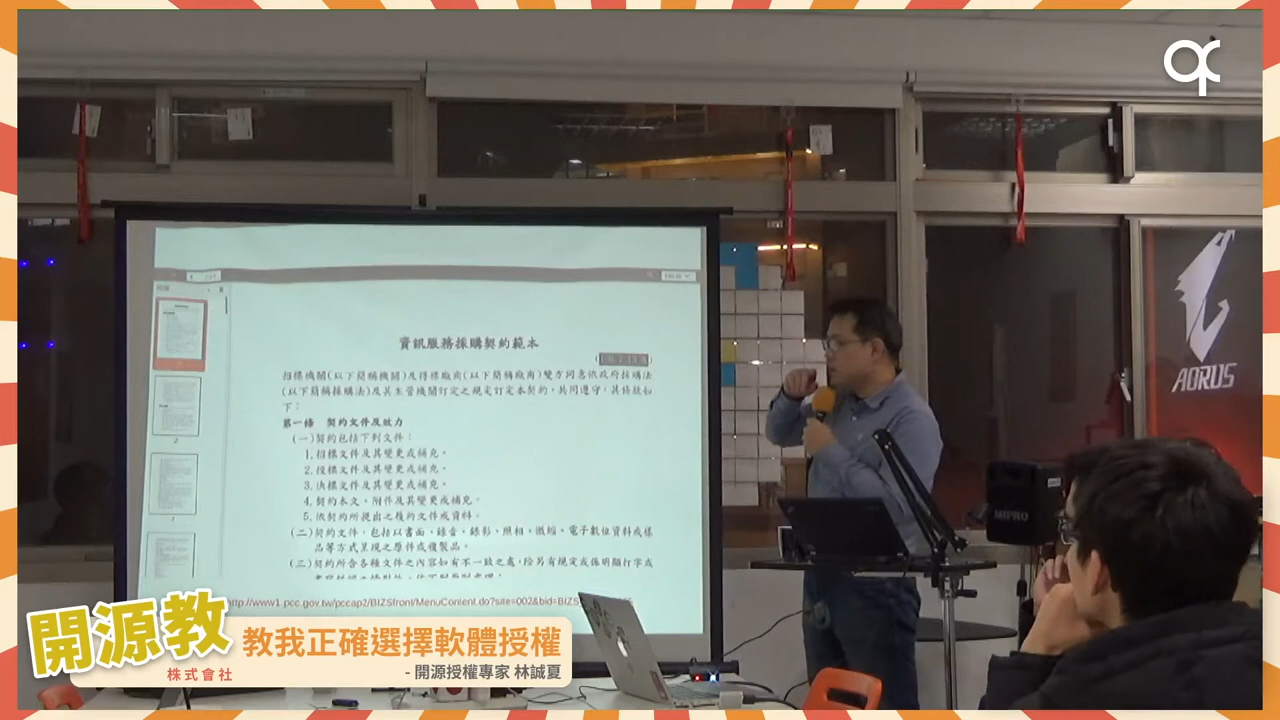 資訊服務採購契約範本
招標機關(以下簡稱機關)及得標廠商(以下簡稱廠商)雙方同意依政府採購法
(以下簡稱採購法)及其主管機關訂定之規定訂定本契約，共同遵守，其條款如
下：
第一條 契約文件及效力
(一)契約包括下列文件：
1.招標文件及其變更或補充。
2.投標文件及其變更或補充。
3.決標文件及其變更或補充。
4.契約本文、附件及其變更或補充。
5.依契約所提出之履約文件或資料。
(二)契約文件，包括以書面、錄音、錄影、照相、微縮、電子數位資料或樣
品等方式呈現之原件或複製品。
(三)契約所含各種文件之內容如有不一致之處，除另有規定或係明顯打字或
http://www1.pcc.gov.tw/pccap2/BIZSfront/MenuContent.do?site=002&bid=BIZS
AORUS
MIPRO
開源教
株式會社
教我正確選擇軟體授權
- 開源授權專家 林誠夏